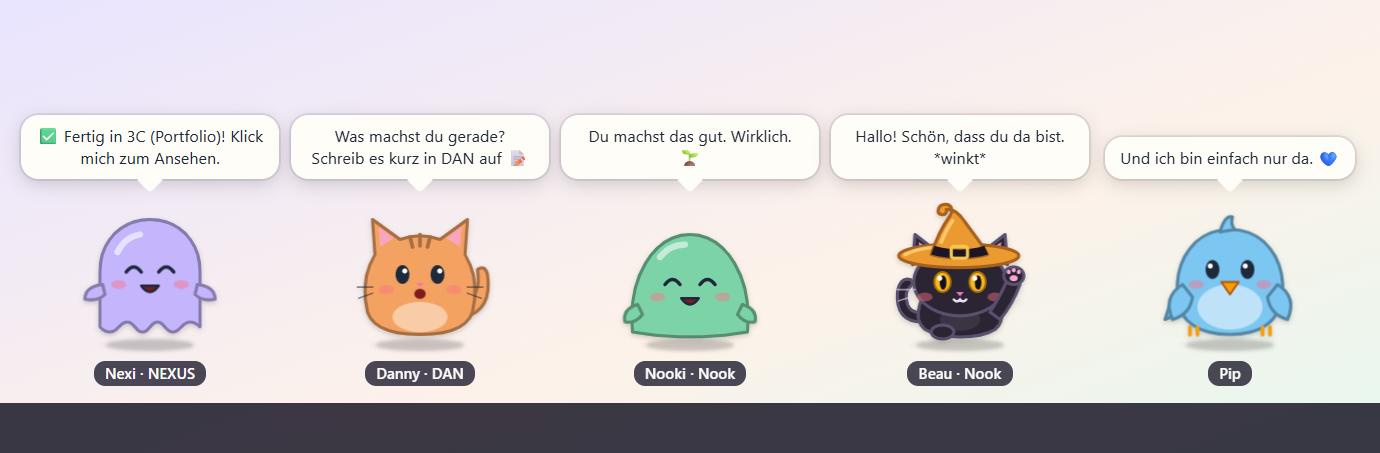 ✅ Fertig in 3C (Portfolio)! Klick
mich zum Ansehen.
Was machst du gerade?
Schreib es kurz in DAN auf 📝
Du machst das gut. Wirklich.
🌱
Hallo! Schön, dass du da bist.
*winkt*
Und ich bin einfach nur da. 💙
Nexi · NEXUS
Danny · DAN
Nooki · Nook
Beau · Nook
Pip